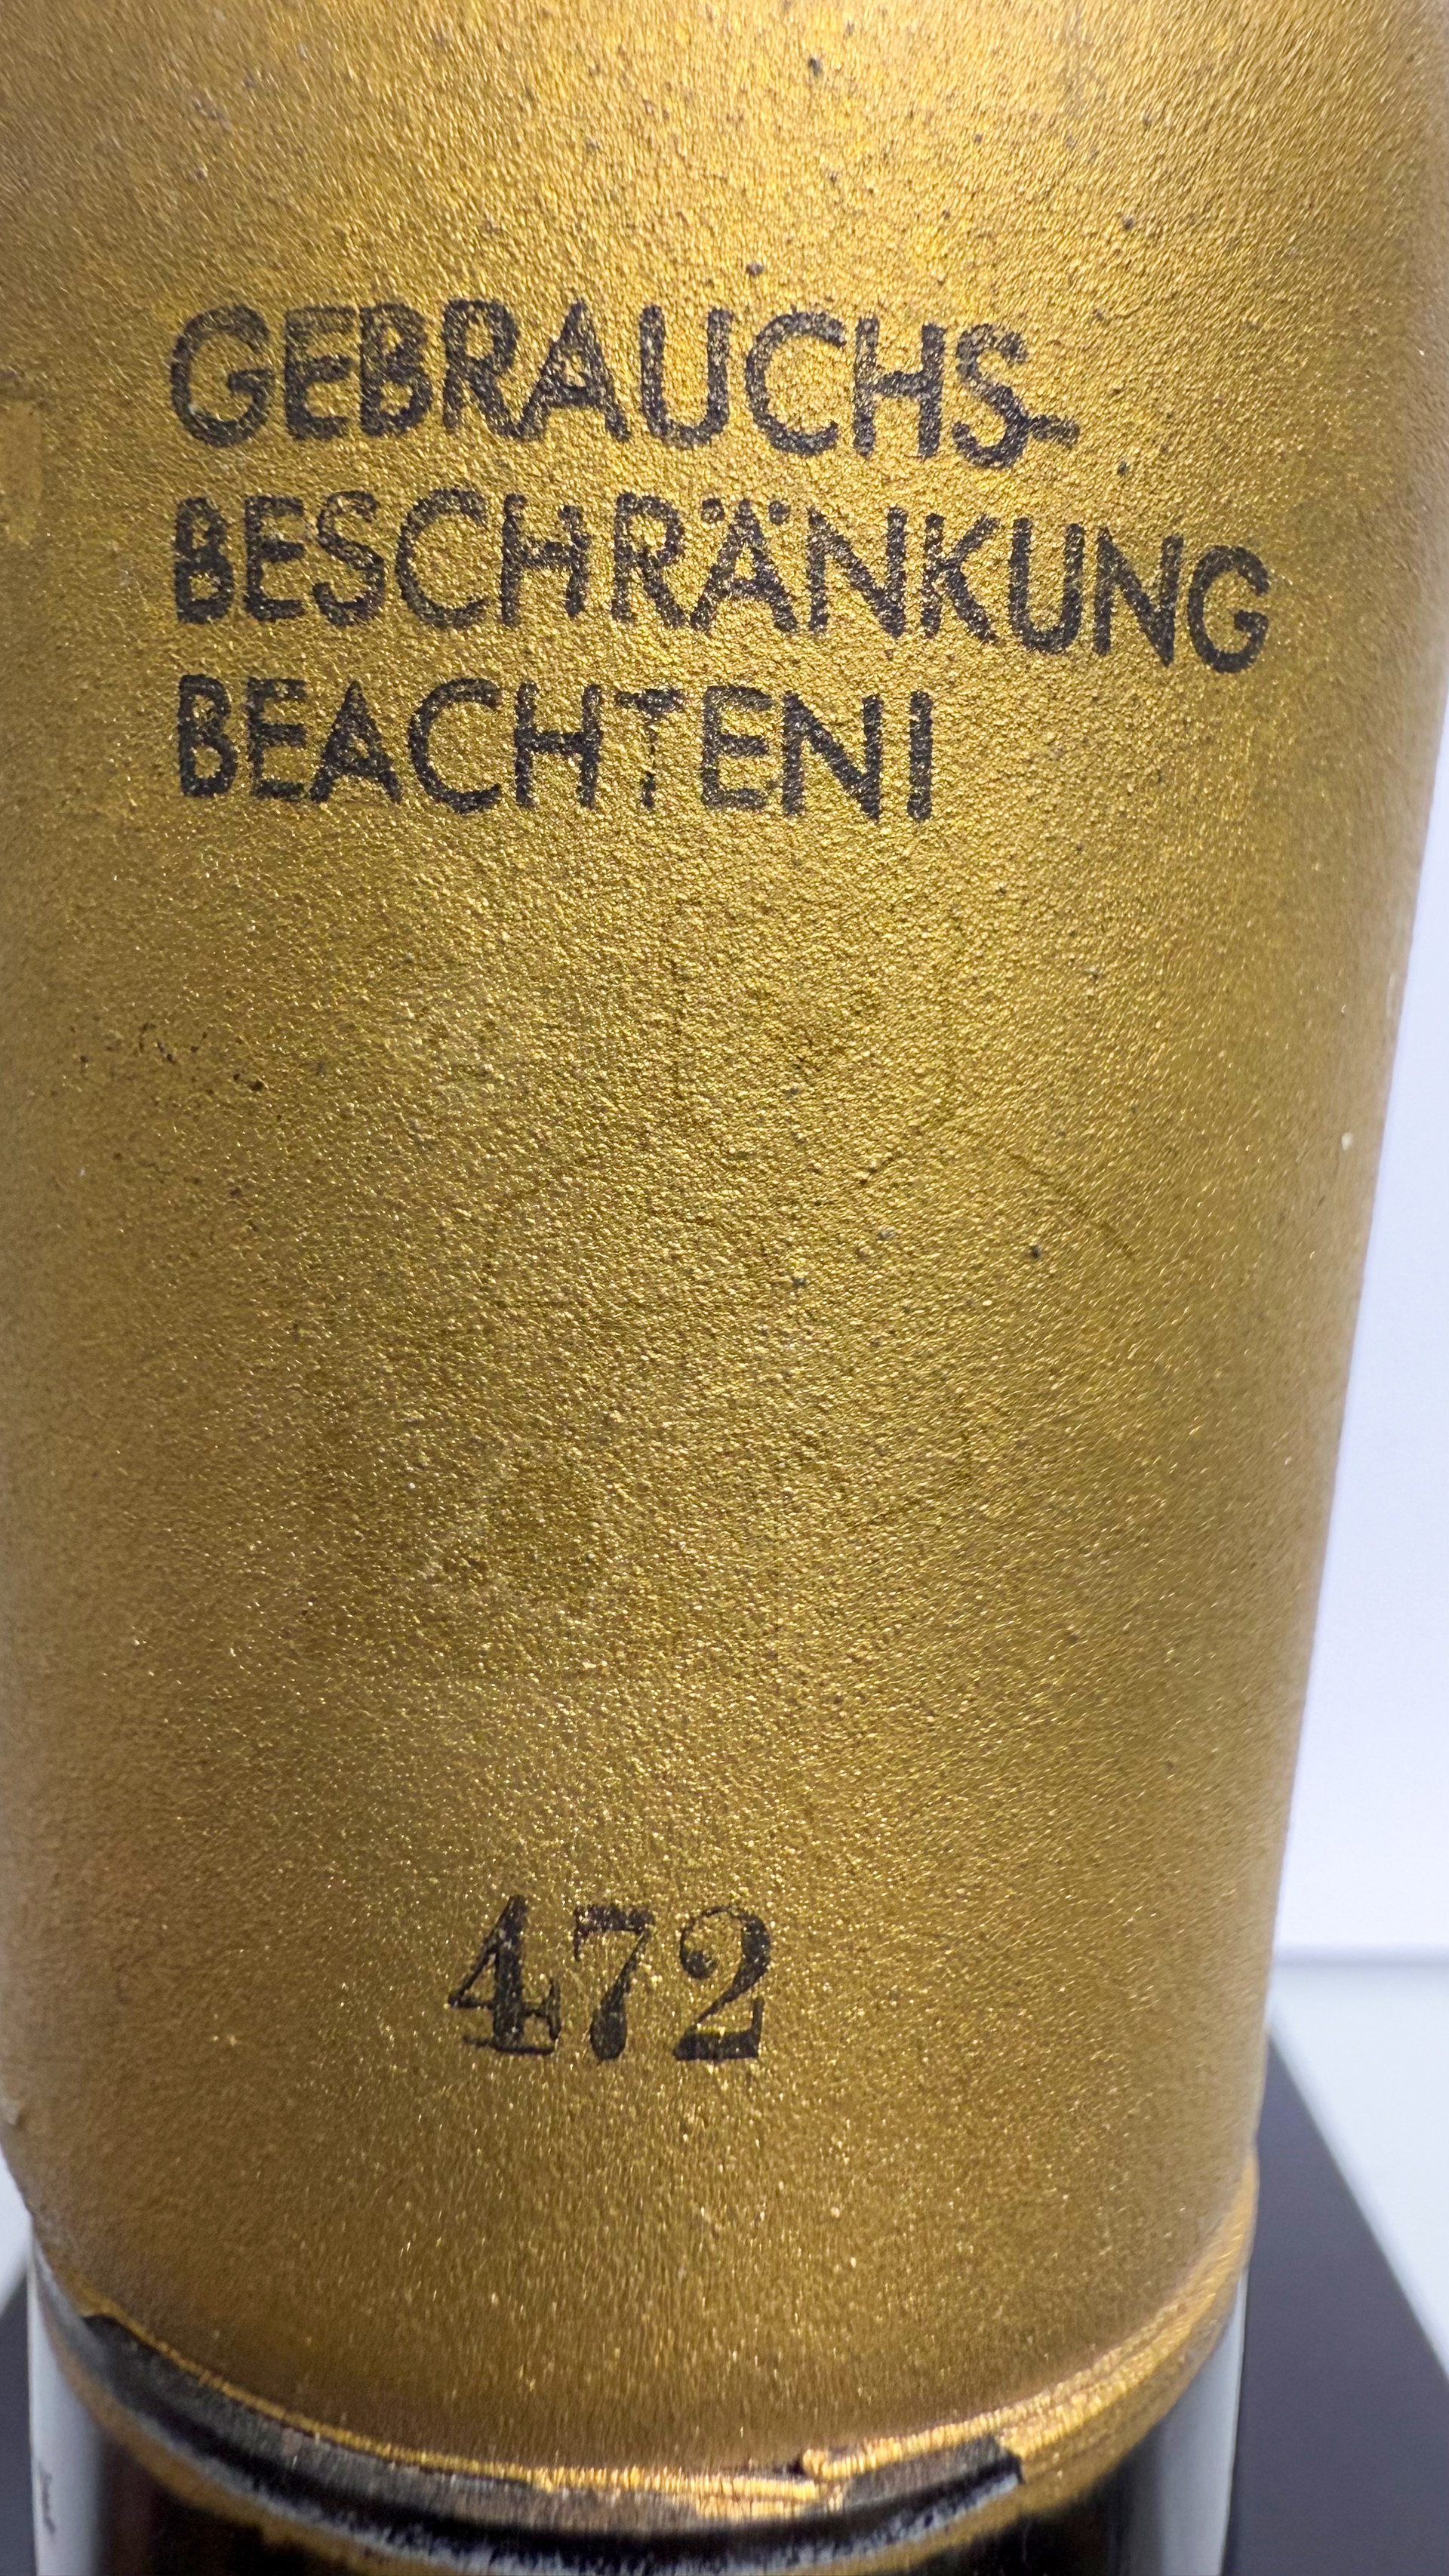 GEBRAUCHS-
BESCHRÄNKUNG
BEACHTEN!
472